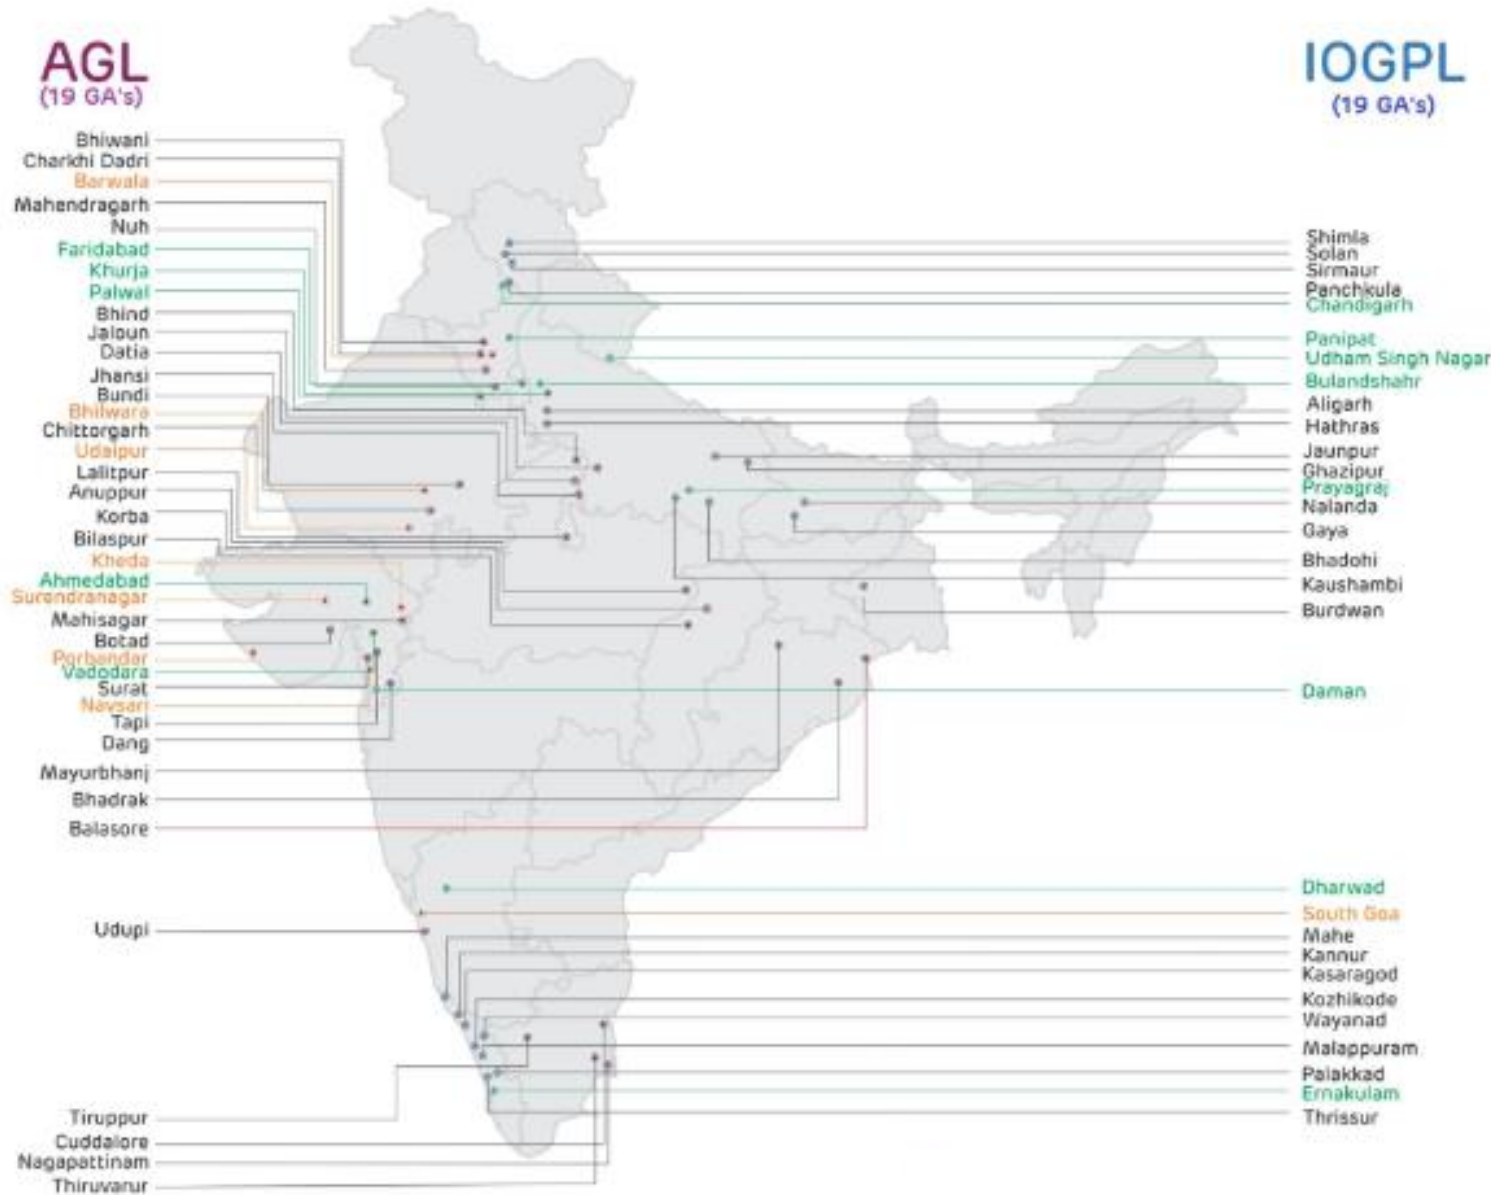 AGL
(19 GA's)
Bhiwani
Charkhi Dadri
Barwala
Mahendragarh
Nuh
Faridabad
Khurja
Palwal
Bhind
Jaloun
Datia
Jhansi
Bundi
Bhilwara
Chittorgarh
Udaipur
Lalitpur
Anuppur
Korba
Bilaspur
Kheda
Ahmedabad
Surendranagar
Mahisagar
Botad
Porbandar
Vadodara
Surat
Navsari
Tapi
Dang
Mayurbhanj
Bhadrak
Balasore
Udupi
Tiruppur
Cuddalore
Nagapattinam
Thiruvarur
IOGPL
(19 GA's)
Shimla
Solan
Sirmaur
Panchkula
Chandigarh
Panipat
Udham Singh Nagar
Bulandshahr
Aligarh
Hathras
Jaunpur
Ghazipur
Prayagraj
Nalanda
Gaya
Bhadohi
Kaushambi
Burdwan
Daman
Dharwad
South Goa
Mahe
Kannur
Kasaragod
Kozhikode
Wayanad
Malappuram
Palakkad
Ernakulam
Thrissur